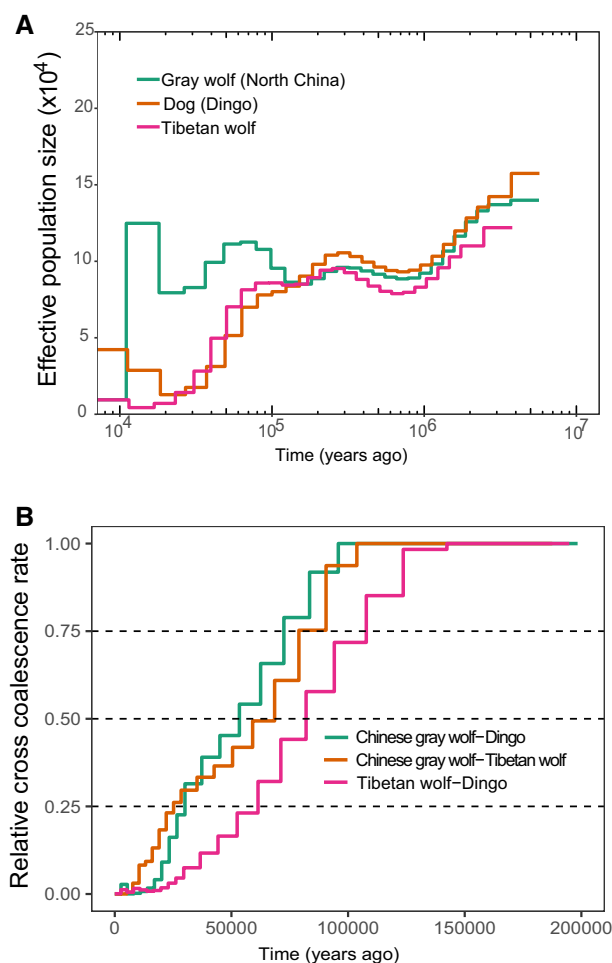 A
Effective population size (x10⁴)
25
20
15
10
5
0
Gray wolf (North China)
Dog (Dingo)
Tibetan wolf
10⁴ 10⁵ 10⁶ 10⁷
Time (years ago)
B
Relative cross coalescence rate
1.00
0.75
0.50
0.25
0.00
Chinese gray wolf−Dingo
Chinese gray wolf−Tibetan wolf
Tibetan wolf−Dingo
0 50000 100000 150000 200000
Time (years ago)